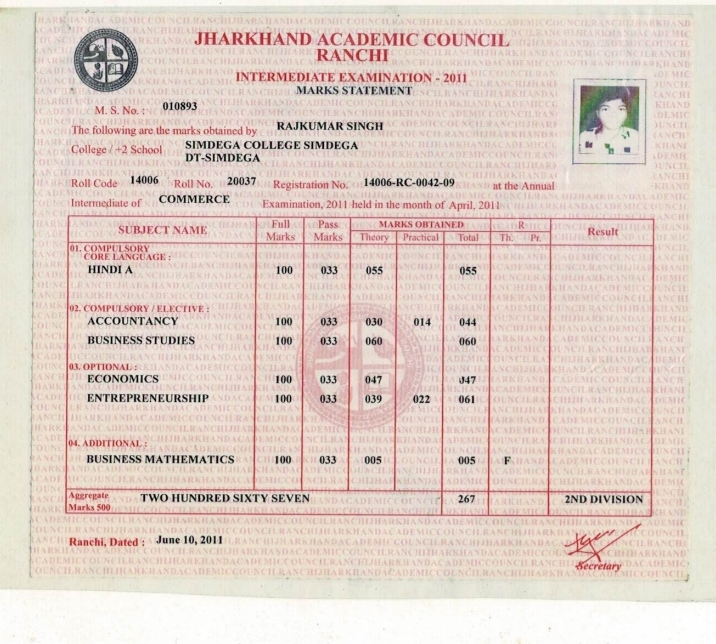 JHARKHAND ACADEMIC COUNCIL
RANCHI
INTERMEDIATE EXAMINATION - 2011
MARKS STATEMENT
M. S. No. : 010893
The following are the marks obtained by RAJKUMAR SINGH
College / +2 School SIMDEGA COLLEGE SIMDEGA
DT-SIMDEGA
Roll Code 14006 Roll No. 20037 Registration No. 14006-RC-0042-09 at the Annual
Intermediate of COMMERCE Examination, 2011 held in the month of April, 2011
SUBJECT NAME Full Marks Pass Marks MARKS OBTAINED R Result
Theory Practical Total Th. Pr.
01. COMPULSORY
CORE LANGUAGE :
HINDI A 100 033 055 055
02. COMPULSORY / ELECTIVE :
ACCOUNTANCY 100 033 030 014 044
BUSINESS STUDIES 100 033 060 060
03. OPTIONAL :
ECONOMICS 100 033 047 047
ENTREPRENEURSHIP 100 033 039 022 061
04. ADDITIONAL :
BUSINESS MATHEMATICS 100 033 005 005 F
Aggregate Marks 500 TWO HUNDRED SIXTY SEVEN 267 2ND DIVISION
Ranchi, Dated : June 10, 2011
Secretary